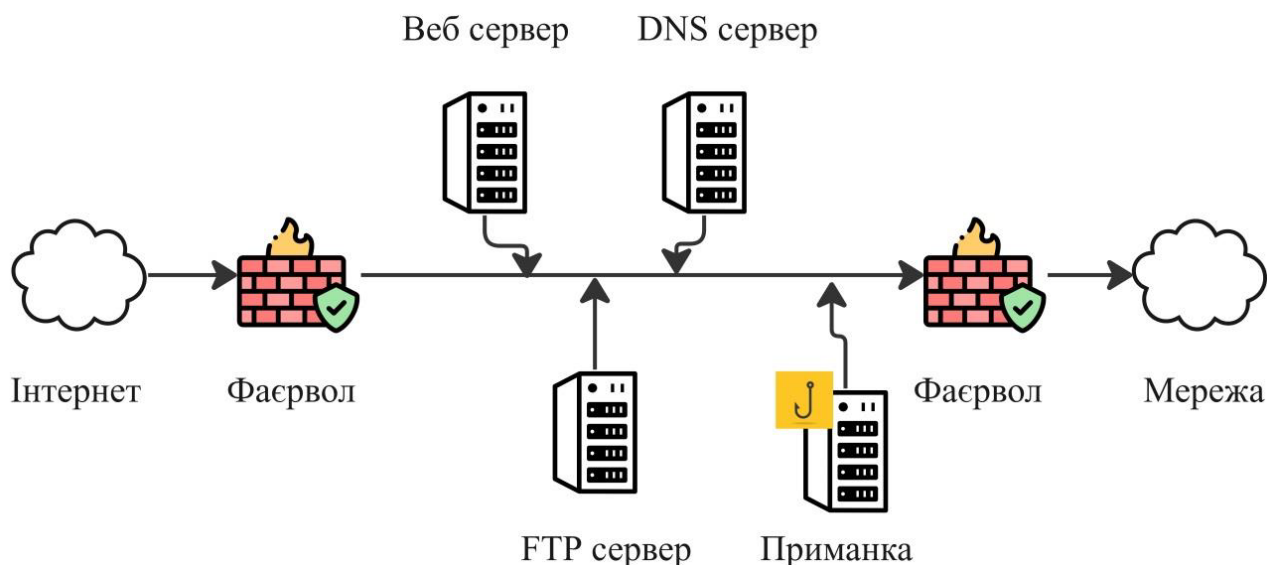 Веб сервер
DNS сервер
Інтернет
Фаєрвол
Фаєрвол
Мережа
FTP сервер
Приманка